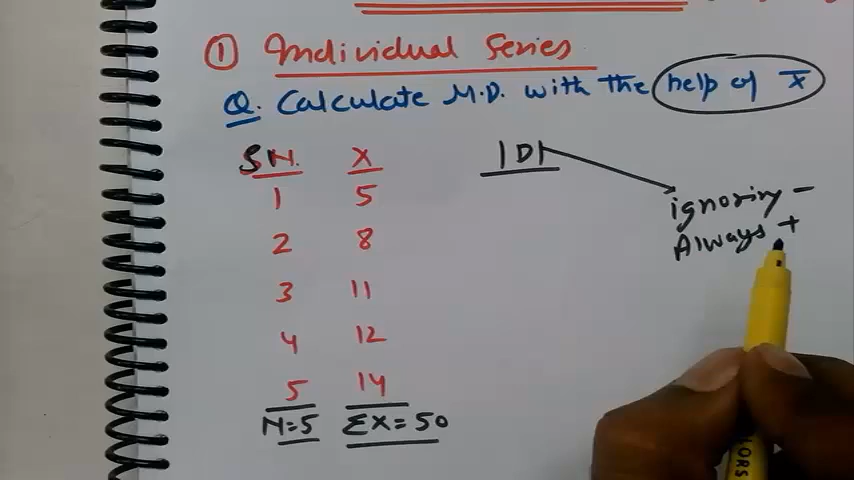 ① Individual Series
Q. Calculate M.D. with the help of x̅
S.N. X |D|
1 5
2 8
3 11
4 12
5 14
N=5 ΣX=50
ignoring -
Always +
LORS